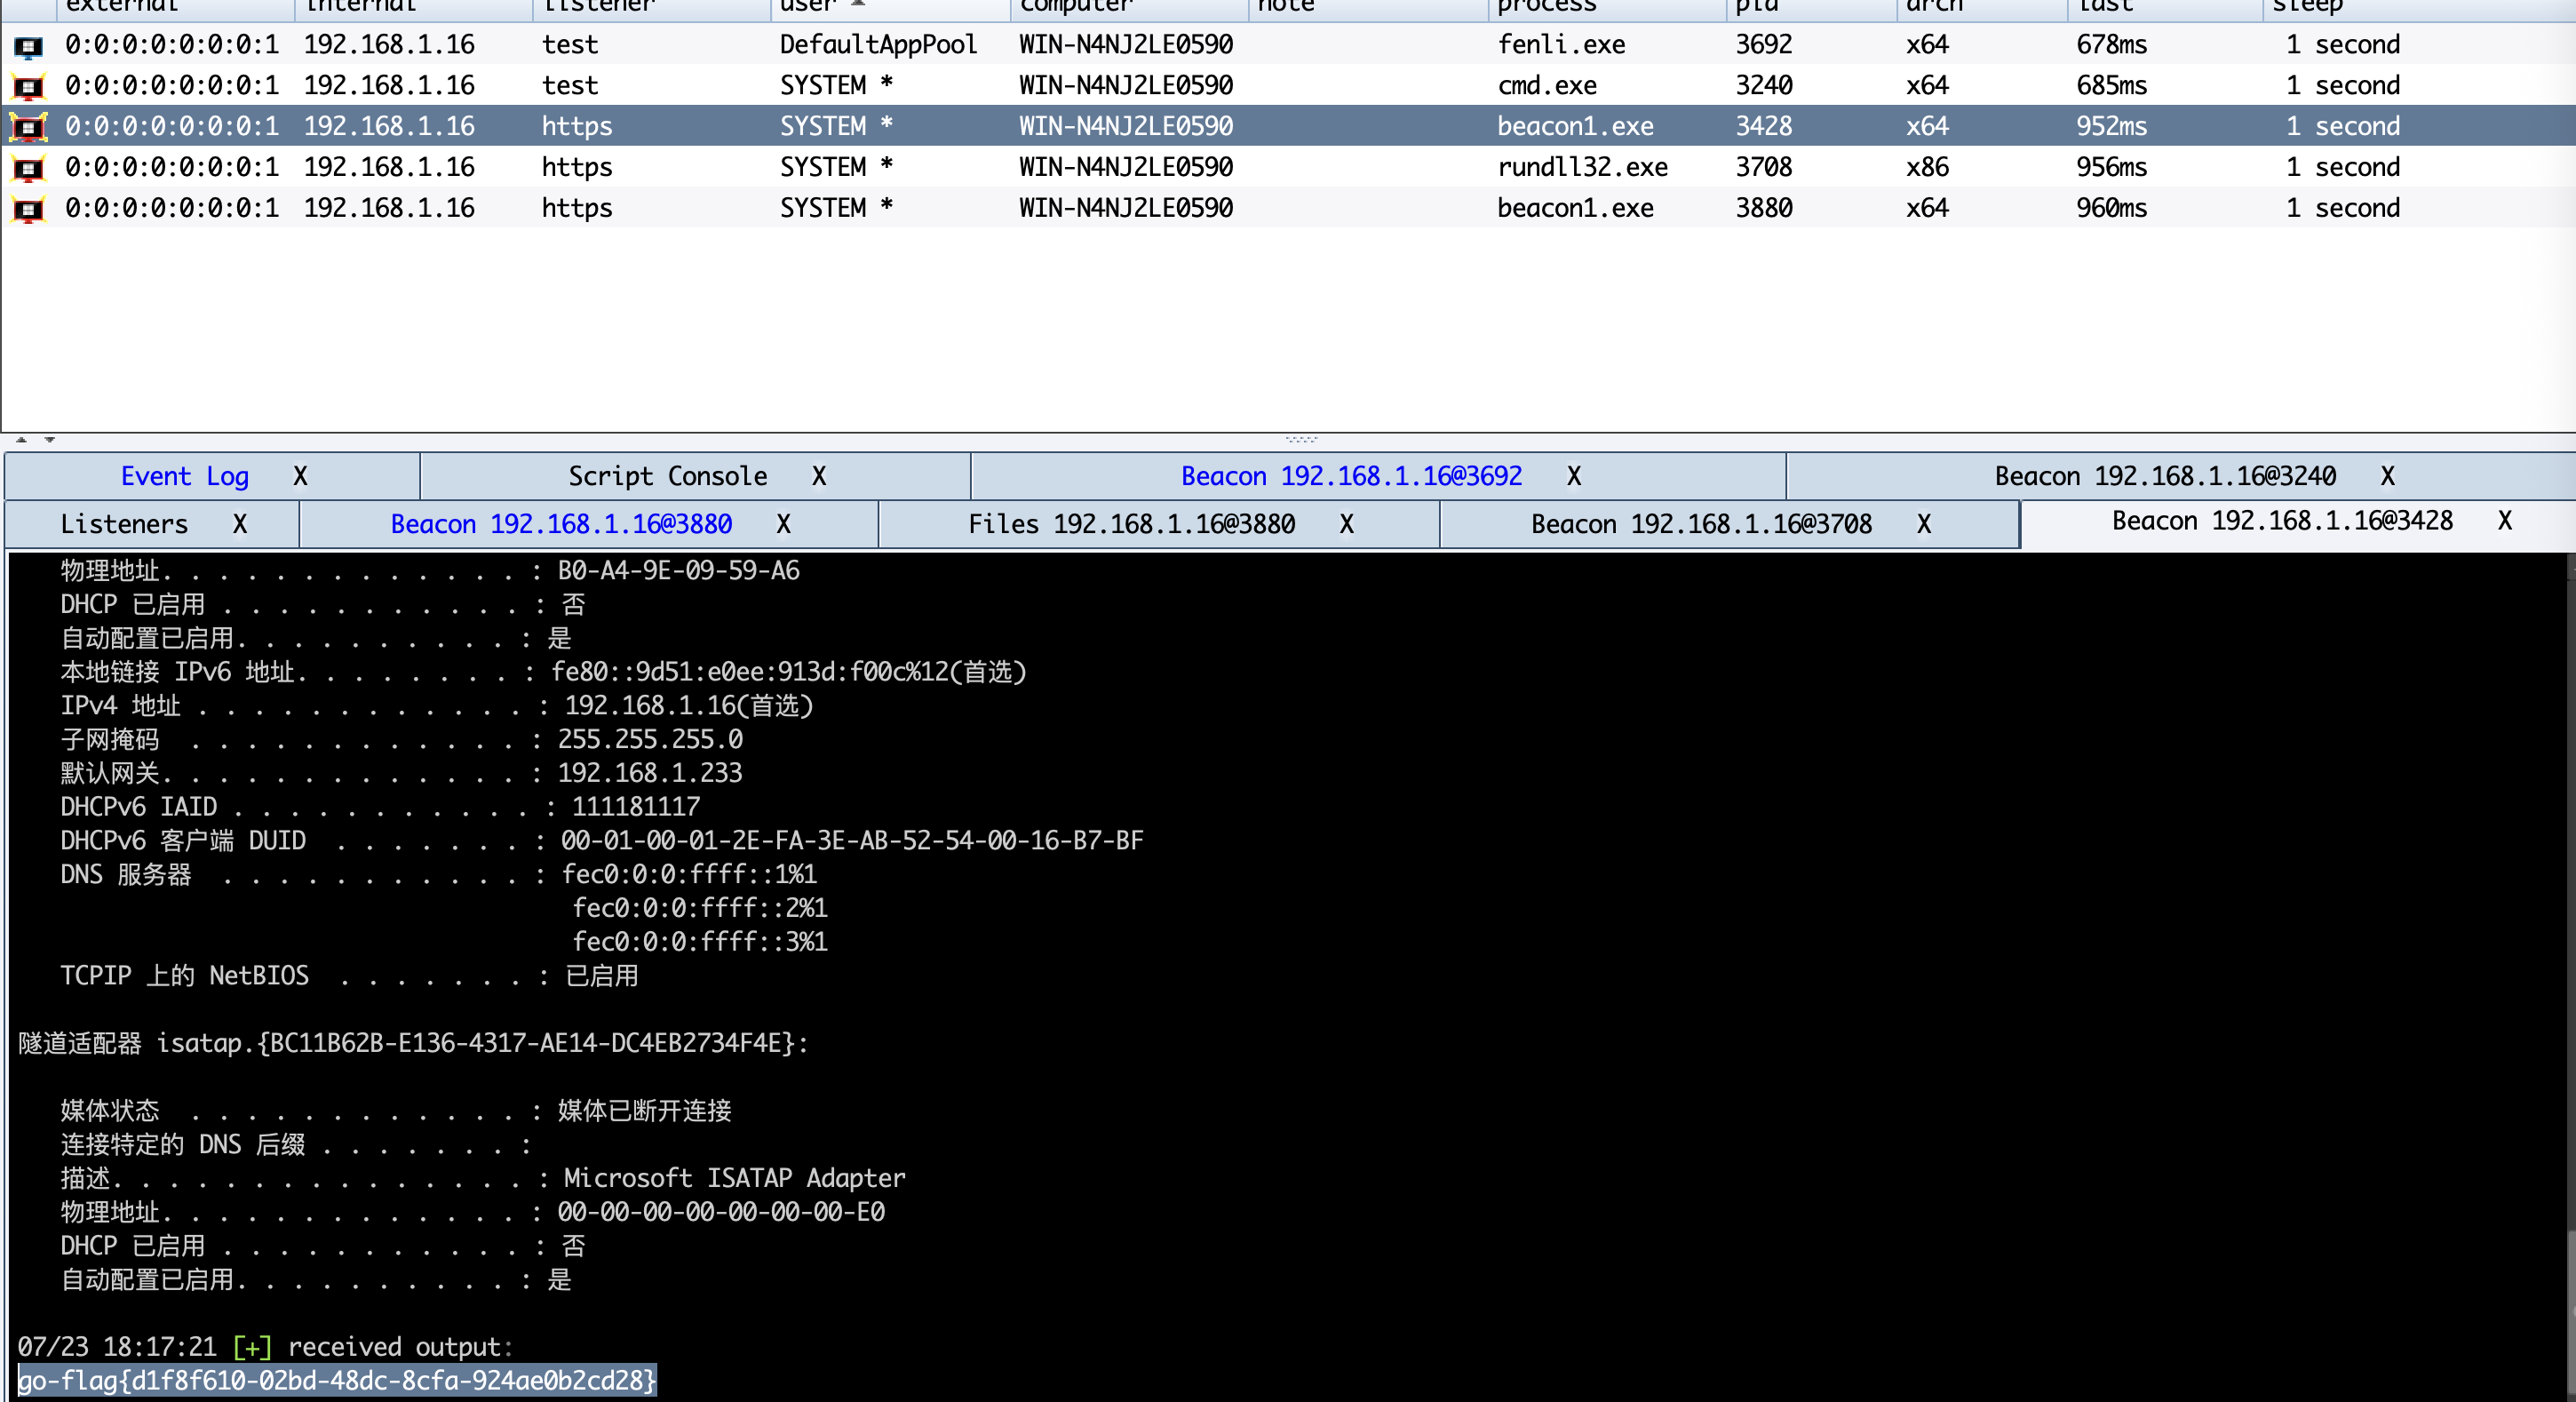 external internal listener user computer note process pid arch last sleep
0:0:0:0:0:0:0:1 192.168.1.16 test DefaultAppPool WIN-N4NJ2LE0590 fenli.exe 3692 x64 678ms 1 second
0:0:0:0:0:0:0:1 192.168.1.16 test SYSTEM * WIN-N4NJ2LE0590 cmd.exe 3240 x64 685ms 1 second
0:0:0:0:0:0:0:1 192.168.1.16 https SYSTEM * WIN-N4NJ2LE0590 beacon1.exe 3428 x64 952ms 1 second
0:0:0:0:0:0:0:1 192.168.1.16 https SYSTEM * WIN-N4NJ2LE0590 rundll32.exe 3708 x86 956ms 1 second
0:0:0:0:0:0:0:1 192.168.1.16 https SYSTEM * WIN-N4NJ2LE0590 beacon1.exe 3880 x64 960ms 1 second
Event Log X Script Console X Beacon 192.168.1.16@3692 X Beacon 192.168.1.16@3240 X
Listeners X Beacon 192.168.1.16@3880 X Files 192.168.1.16@3880 X Beacon 192.168.1.16@3708 X Beacon 192.168.1.16@3428 X
物理地址. . . . . . . . . . . . . : B0-A4-9E-09-59-A6
DHCP 已启用 . . . . . . . . . . . : 否
自动配置已启用. . . . . . . . . . : 是
本地链接 IPv6 地址. . . . . . . . : fe80::9d51:e0ee:913d:f00c%12(首选)
IPv4 地址 . . . . . . . . . . . . : 192.168.1.16(首选)
子网掩码  . . . . . . . . . . . . : 255.255.255.0
默认网关. . . . . . . . . . . . . : 192.168.1.233
DHCPv6 IAID . . . . . . . . . . . : 111181117
DHCPv6 客户端 DUID  . . . . . . . : 00-01-00-01-2E-FA-3E-AB-52-54-00-16-B7-BF
DNS 服务器  . . . . . . . . . . . : fec0:0:0:ffff::1%1
fec0:0:0:ffff::2%1
fec0:0:0:ffff::3%1
TCPIP 上的 NetBIOS  . . . . . . . : 已启用
隧道适配器 isatap.{BC11B62B-E136-4317-AE14-DC4EB2734F4E}:
媒体状态  . . . . . . . . . . . . : 媒体已断开连接
连接特定的 DNS 后缀 . . . . . . . :
描述. . . . . . . . . . . . . . . : Microsoft ISATAP Adapter
物理地址. . . . . . . . . . . . . : 00-00-00-00-00-00-00-E0
DHCP 已启用 . . . . . . . . . . . : 否
自动配置已启用. . . . . . . . . . : 是
07/23 18:17:21 [+] received output:
go-flag{d1f8f610-02bd-48dc-8cfa-924ae0b2cd28}